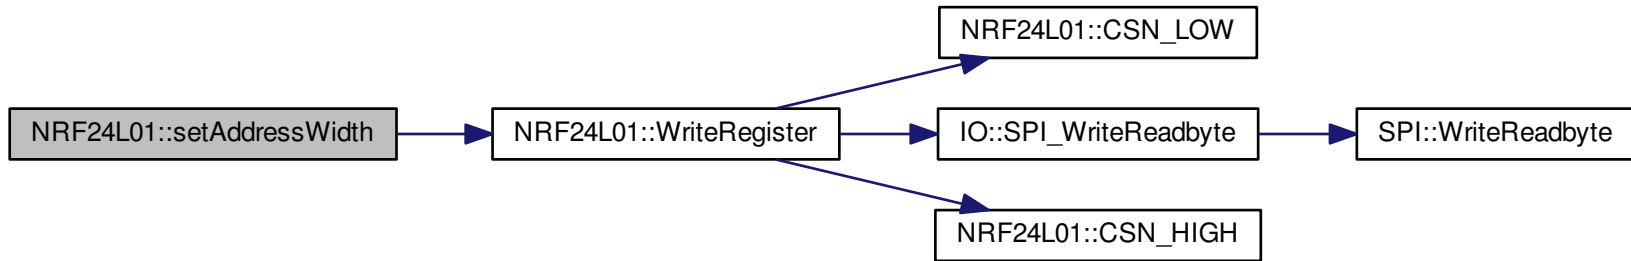 NRF24L01::CSN_LOW
NRF24L01::setAddressWidth
NRF24L01::WriteRegister
IO::SPI_WriteReadbyte
SPI::WriteReadbyte
NRF24L01::CSN_HIGH